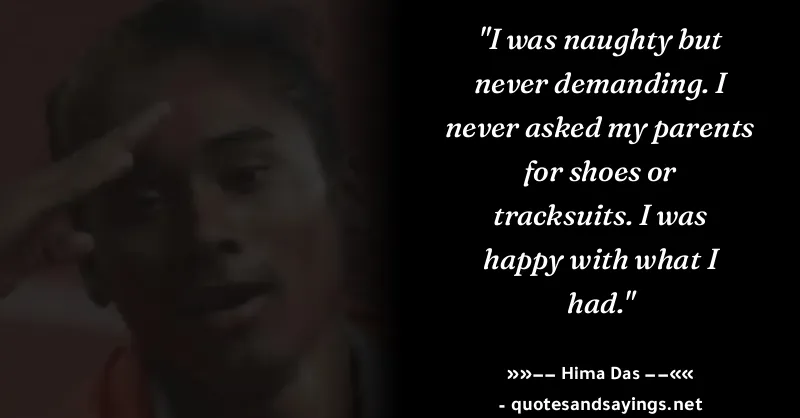 "I was naughty but
never demanding. I
never asked my parents
for shoes or
tracksuits. I was
happy with what I
had."
»»−− Hima Das −−««
- quotesandsayings.net